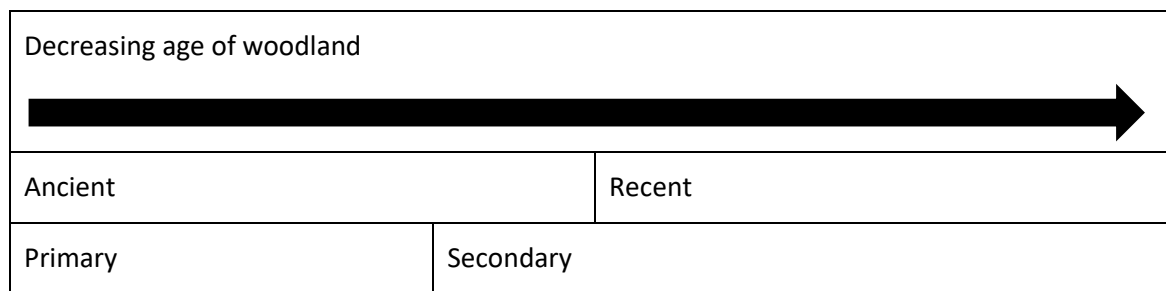 Decreasing age of woodland
Ancient
Recent
Primary
Secondary